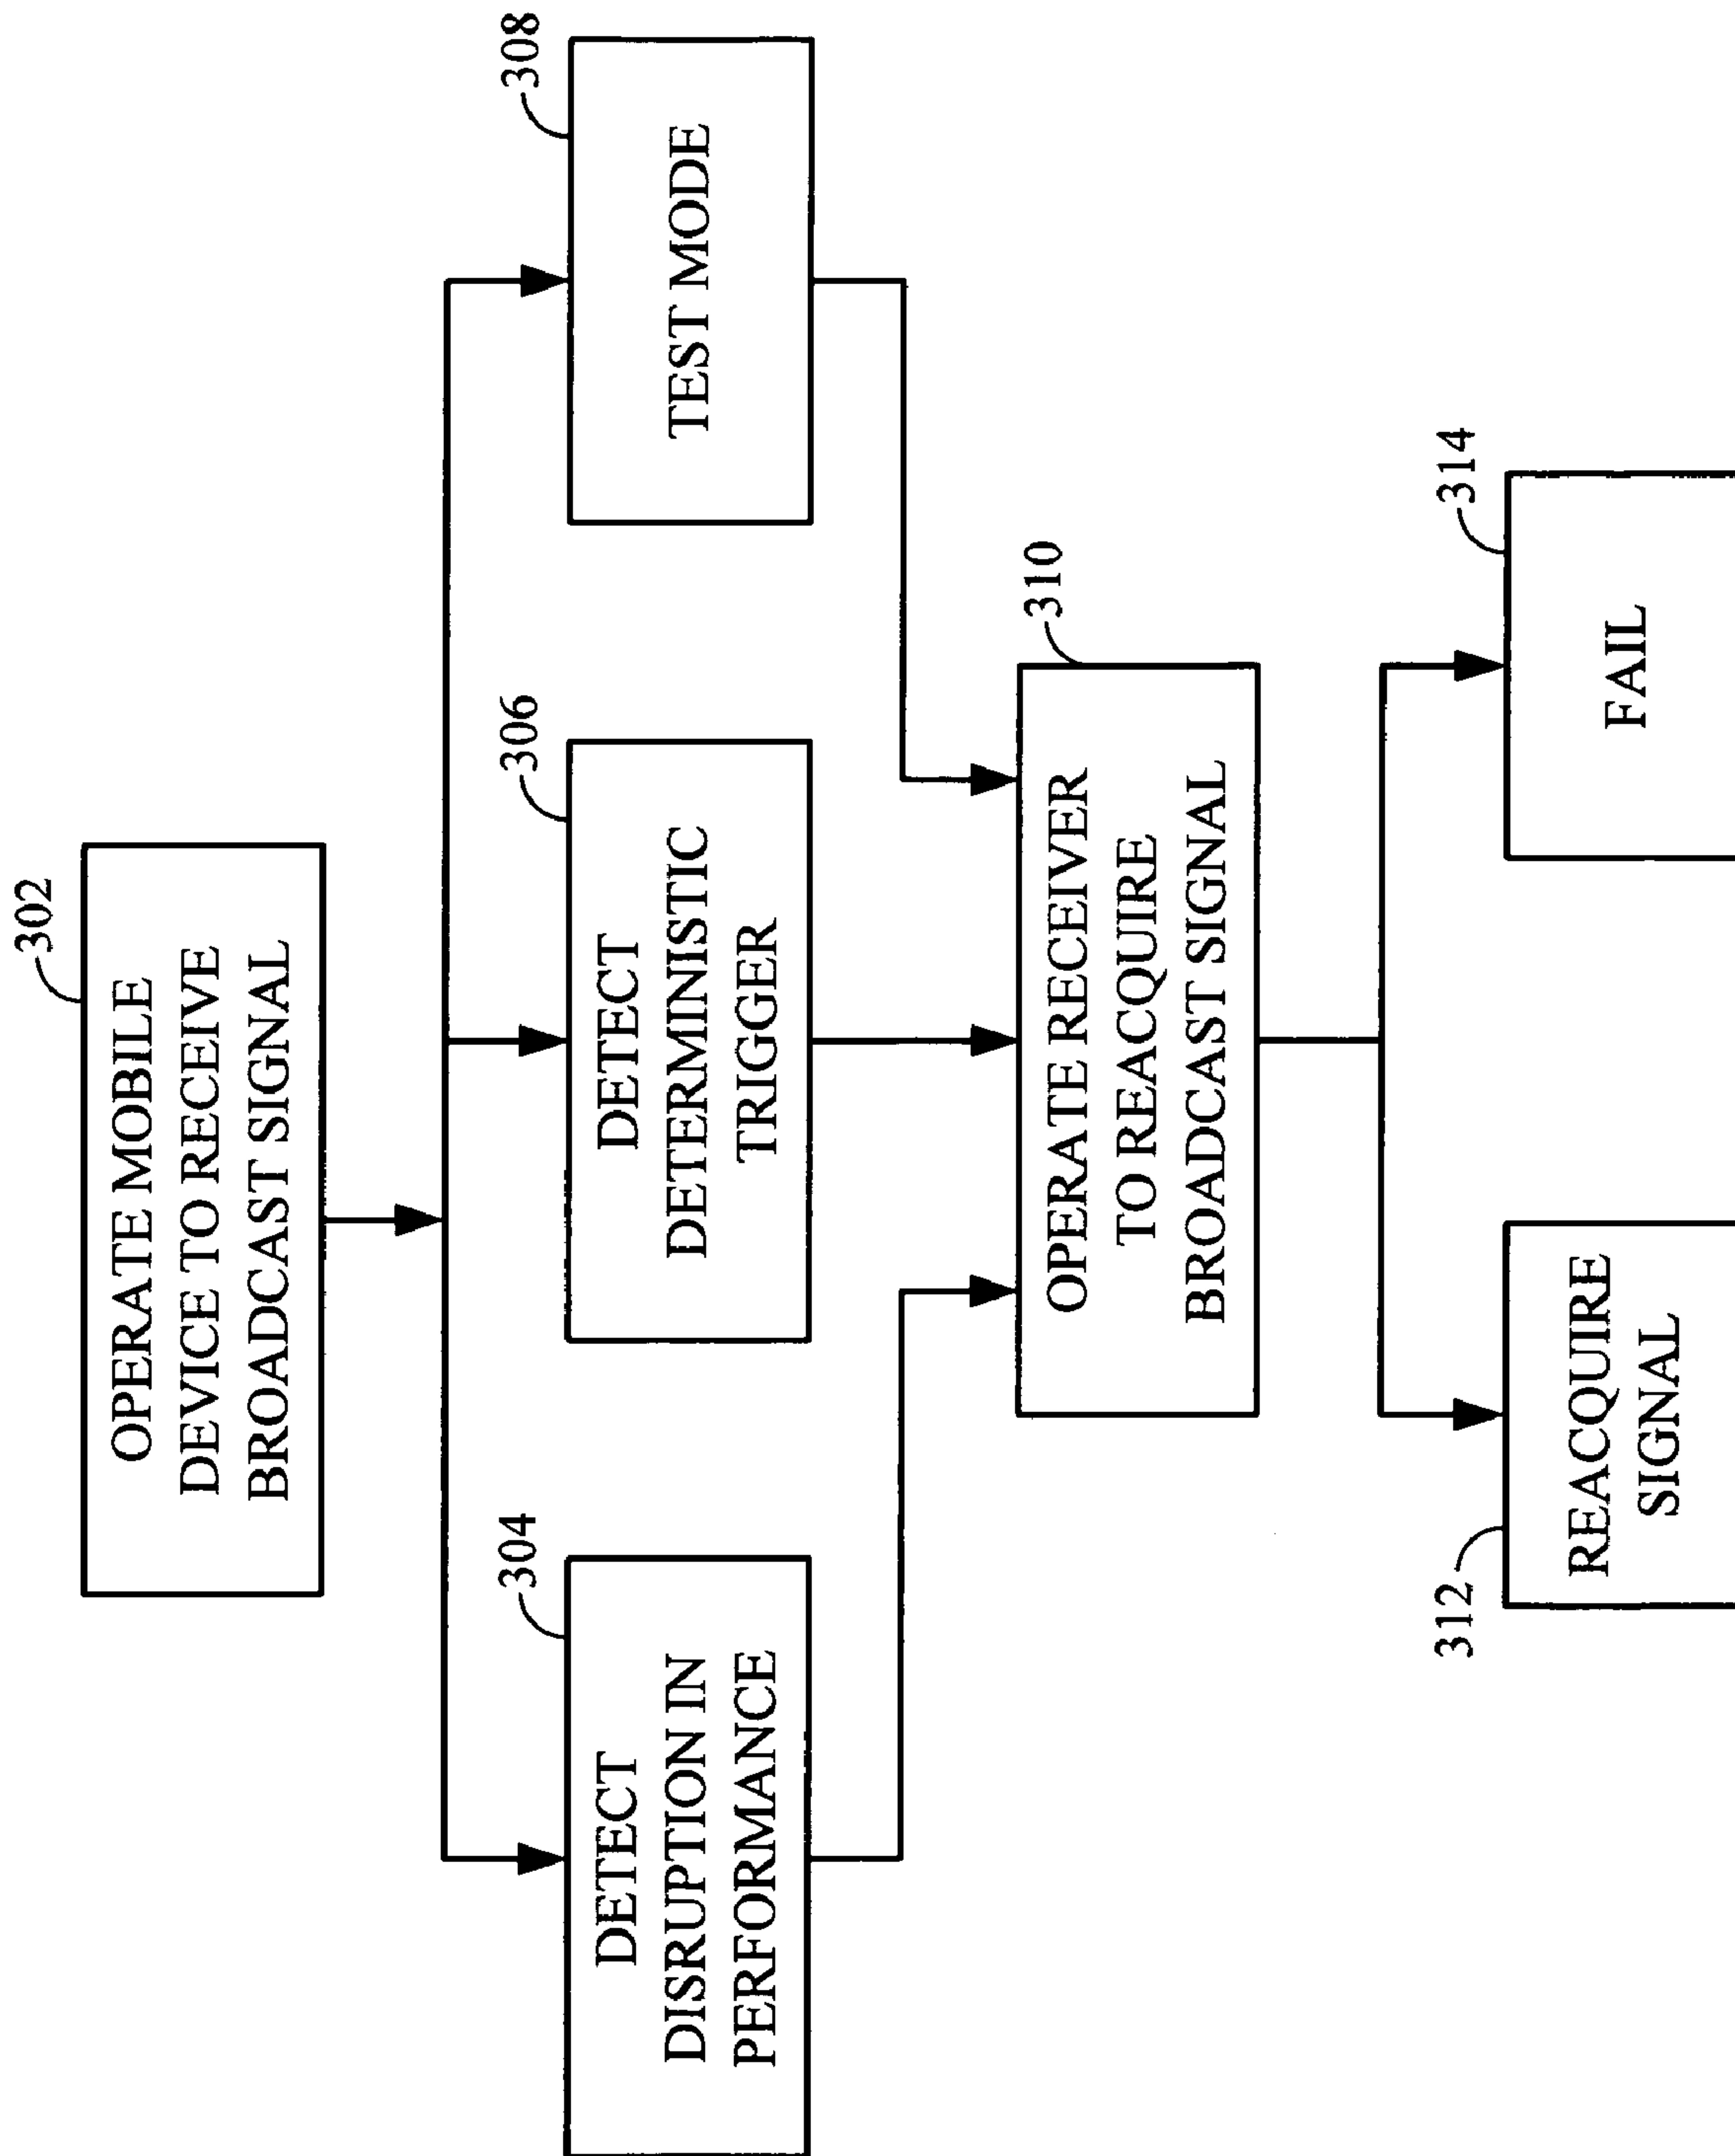 302
OPERATE MOBILE
DEVICE TO RECEIVE
BROADCAST SIGNAL
304
DETECT
DISRUPTION IN
PERFORMANCE
306
DETECT
DETERMINISTIC
TRIGGER
308
TEST MODE
310
OPERATE RECEIVER
TO REACQUIRE
BROADCAST SIGNAL
312
REACQUIRE
SIGNAL
314
FAIL